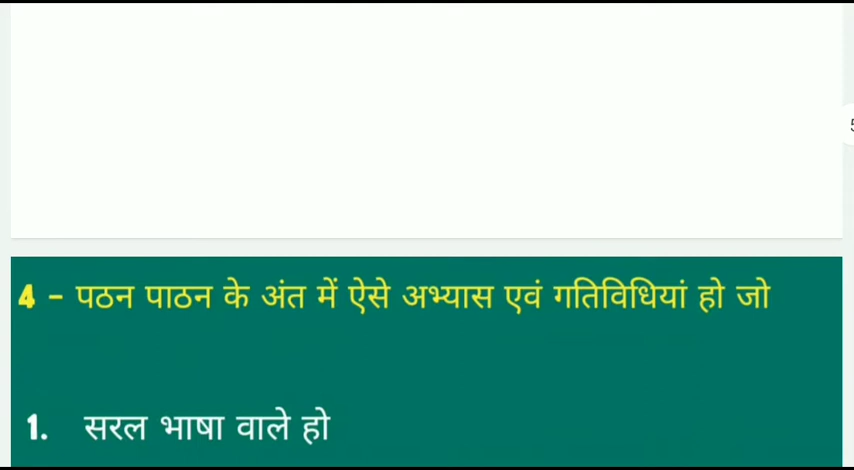 4 - पठन पाठन के अंत में ऐसे अभ्यास एवं गतिविधियां हो जो
1. सरल भाषा वाले हो